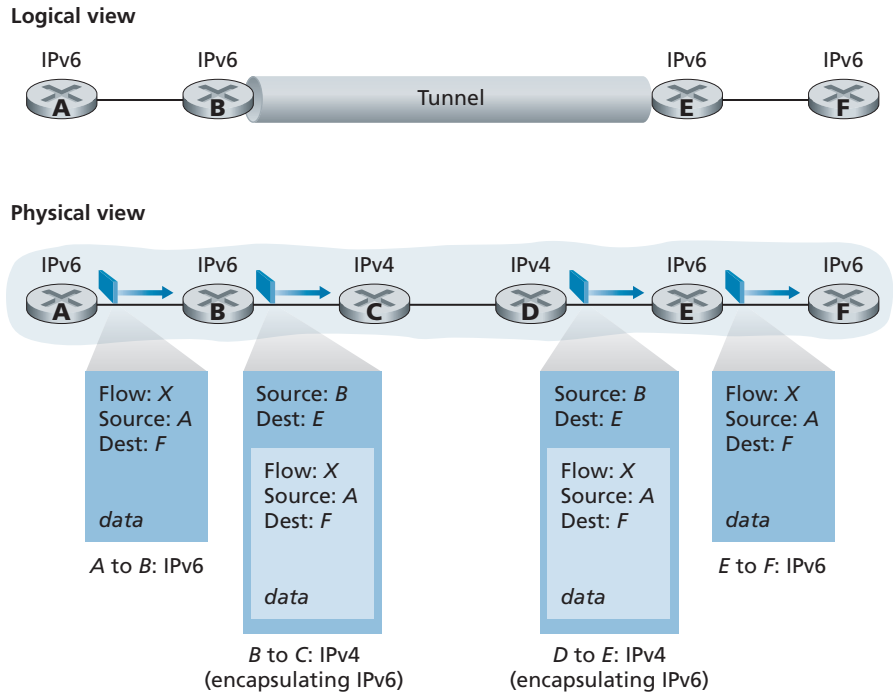 Logical view
IPv6
IPv6
IPv6
IPv6
A
B
Tunnel
E
F
Physical view
IPv6
IPv6
IPv4
IPv4
IPv6
IPv6
A
B
C
D
E
F
Flow: X
Source: A
Dest: F
data
A to B: IPv6
Source: B
Dest: E
Flow: X
Source: A
Dest: F
data
B to C: IPv4
(encapsulating IPv6)
Source: B
Dest: E
Flow: X
Source: A
Dest: F
data
D to E: IPv4
(encapsulating IPv6)
Flow: X
Source: A
Dest: F
data
E to F: IPv6